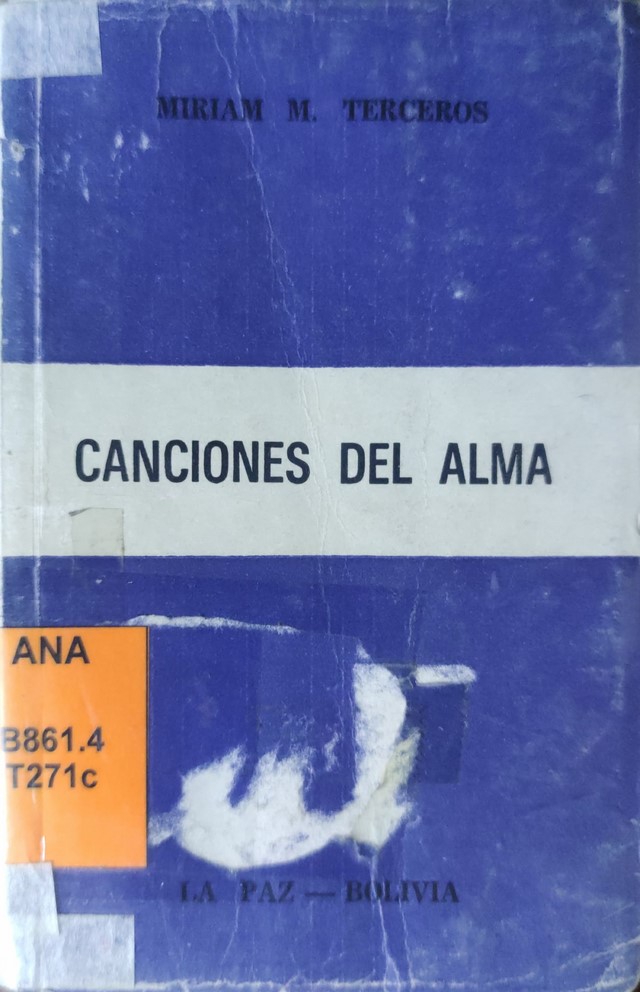 MIRIAM M. TERCEROS
CANCIONES DEL ALMA
ANA
B861.4
T271c
LA PAZ — BOLIVIA